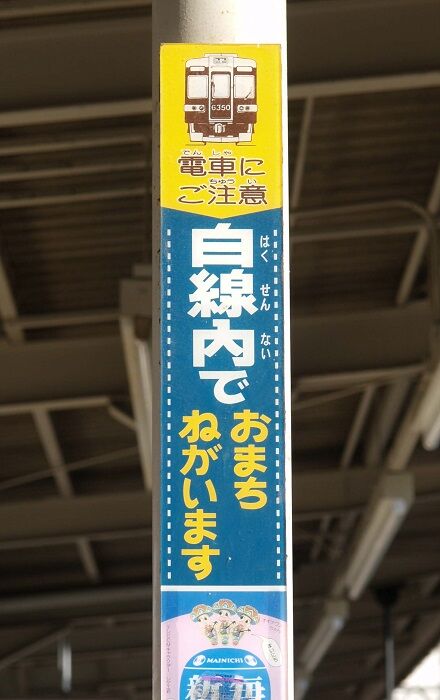 6350
でんしゃ
電車に
ちゅうい
ご注意
白線内で
はくせんない
おまち
ねがいます
MAINICHI